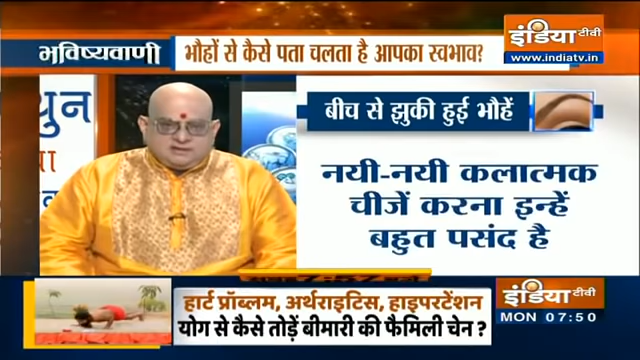 भविष्यवाणी
भौहों से कैसे पता चलता है आपका स्वभाव?
इंडिया टीवी
www.indiatv.in
थुन
बीच से झुकी हुई भौहें
नयी-नयी कलात्मक
चीजें करना इन्हें
बहुत पसंद है
हार्ट प्रॉब्लम, अर्थराइटिस, हाइपरटेंशन
योग से कैसे तोड़ें बीमारी की फैमिली चेन ?
इंडिया टीवी
MON 07:50